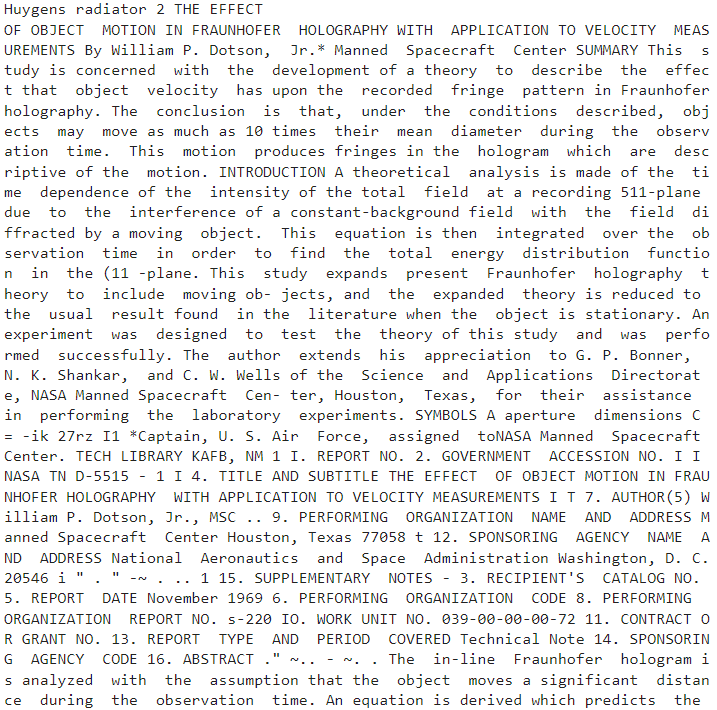 Huygens radiator 2 THE EFFECT
OF OBJECT  MOTION IN FRAUNHOFER  HOLOGRAPHY WITH  APPLICATION TO VELOCITY  MEAS
UREMENTS By William P. Dotson,  Jr.* Manned  Spacecraft  Center SUMMARY This  s
tudy is concerned  with  the  development of a theory  to  describe  the  effec
t that  object  velocity  has upon the  recorded  fringe  pattern in Fraunhofer
holography. The  conclusion  is  that,  under  the  conditions  described,  obj
ects  may  move as much as 10 times  their  mean  diameter  during  the  observ
ation  time.  This  motion  produces fringes in the  hologram  which  are  desc
riptive of the  motion. INTRODUCTION A theoretical  analysis is made of the  ti
me  dependence of the  intensity of the total  field  at a recording 511-plane
due  to  the  interference of a constant-background field  with  the  field  di
ffracted by a moving  object.  This  equation is then  integrated  over the  ob
servation  time in  order to  find  the  total  energy  distribution  functio
n  in  the (11 -plane. This  study  expands  present  Fraunhofer  holography  t
heory  to  include  moving ob- jects, and  the  expanded  theory is reduced to
the  usual  result found  in the  literature when the  object is stationary. An
experiment  was  designed  to  test  the  theory of this  study  and  was  perfo
rmed  successfully. The  author  extends  his  appreciation  to G. P. Bonner,
N. K. Shankar,  and C. W. Wells of the  Science  and  Applications  Directorat
e, NASA Manned Spacecraft  Cen- ter, Houston,  Texas,  for  their  assistance
in  performing  the  laboratory  experiments. SYMBOLS A aperture  dimensions C
= -ik 27rz I1 *Captain, U. S. Air  Force,  assigned  toNASA Manned  Spacecraft
Center. TECH LIBRARY KAFB, NM 1 I. REPORT NO. 2. GOVERNMENT  ACCESSION NO. I I
NASA TN D-5515 - 1 I 4. TITLE AND SUBTITLE THE EFFECT  OF OBJECT MOTION IN FRAU
NHOFER HOLOGRAPHY  WITH APPLICATION TO VELOCITY MEASUREMENTS I T 7. AUTHOR(5) W
illiam P. Dotson, Jr., MSC .. 9. PERFORMING  ORGANIZATION  NAME  AND  ADDRESS M
anned Spacecraft  Center Houston, Texas 77058 t 12. SPONSORING  AGENCY  NAME  A
ND  ADDRESS National  Aeronautics  and  Space  Administration Washington, D. C.
20546 i " . " -~ . .. 1 15. SUPPLEMENTARY  NOTES - 3. RECIPIENT'S  CATALOG NO.
5. REPORT  DATE November 1969 6. PERFORMING  ORGANIZATION  CODE 8. PERFORMING
ORGANIZATION  REPORT NO. s-220 IO. WORK UNIT NO. 039-00-00-00-72 11. CONTRACT O
R GRANT NO. 13. REPORT  TYPE  AND  PERIOD  COVERED Technical Note 14. SPONSORIN
G  AGENCY  CODE 16. ABSTRACT ." ~.. - ~. . The  in-line  Fraunhofer  hologram i
s analyzed  with  the  assumption that the  object  moves a significant  distan
ce  during  the  observation  time. An equation is derived which predicts  the